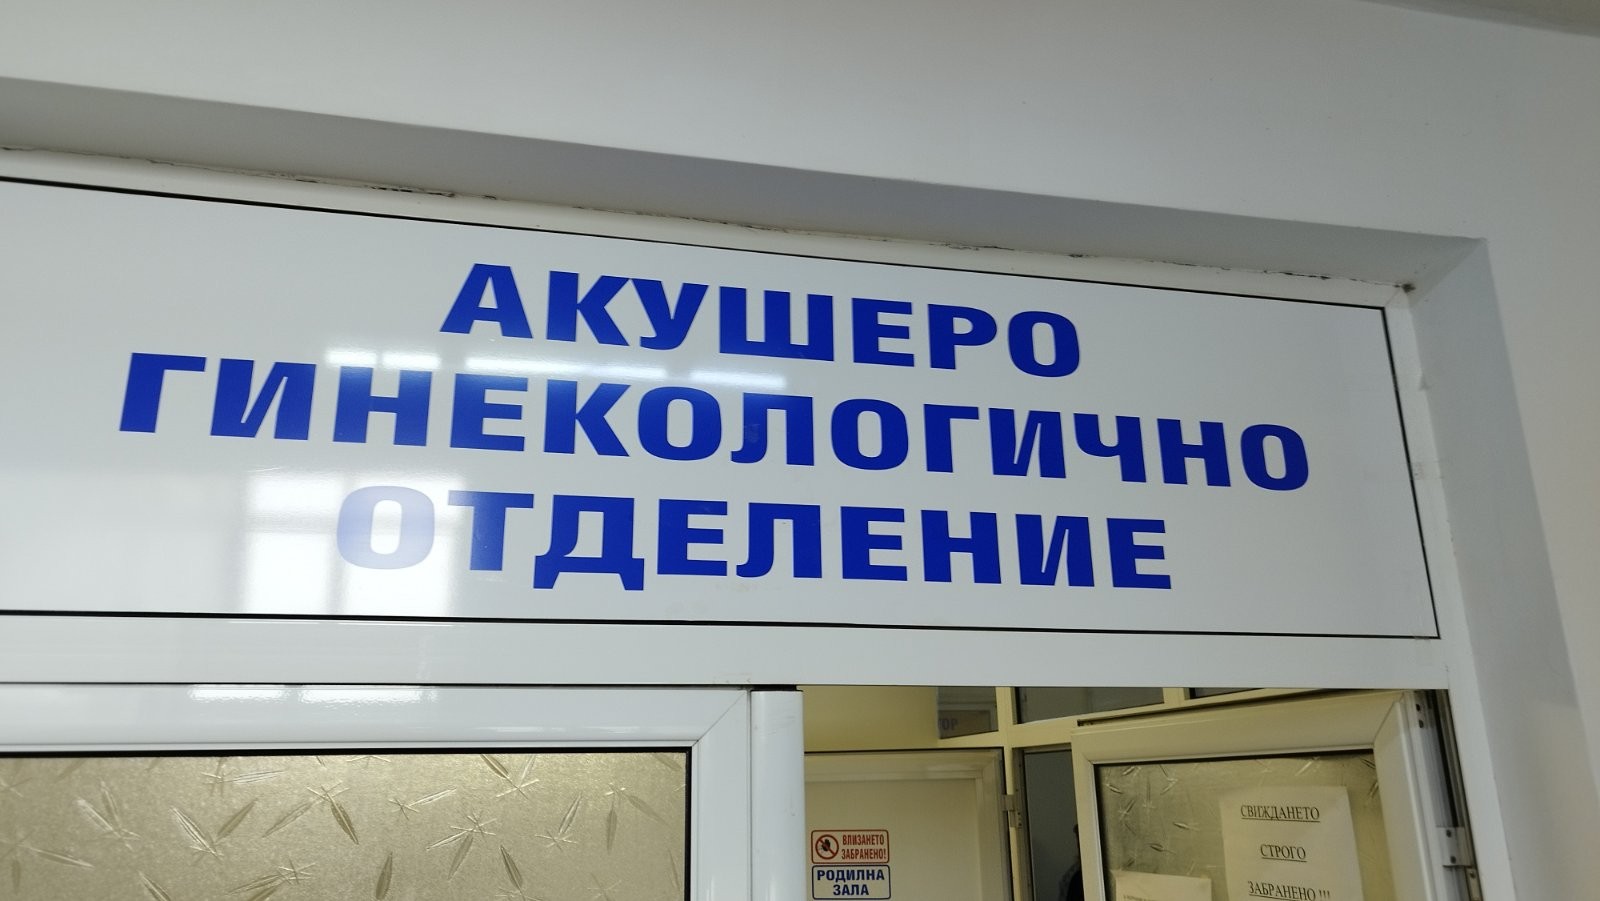 АКУШЕРО
ГИНЕКОЛОГИЧНО
ОТДЕЛЕНИЕ
ВЛИЗАНЕТО
ЗАБРАНЕНО!
РОДИЛНА
ЗАЛА
СВИЖДАНЕТО
СТРОГО
ЗАБРАНЕНО !!!